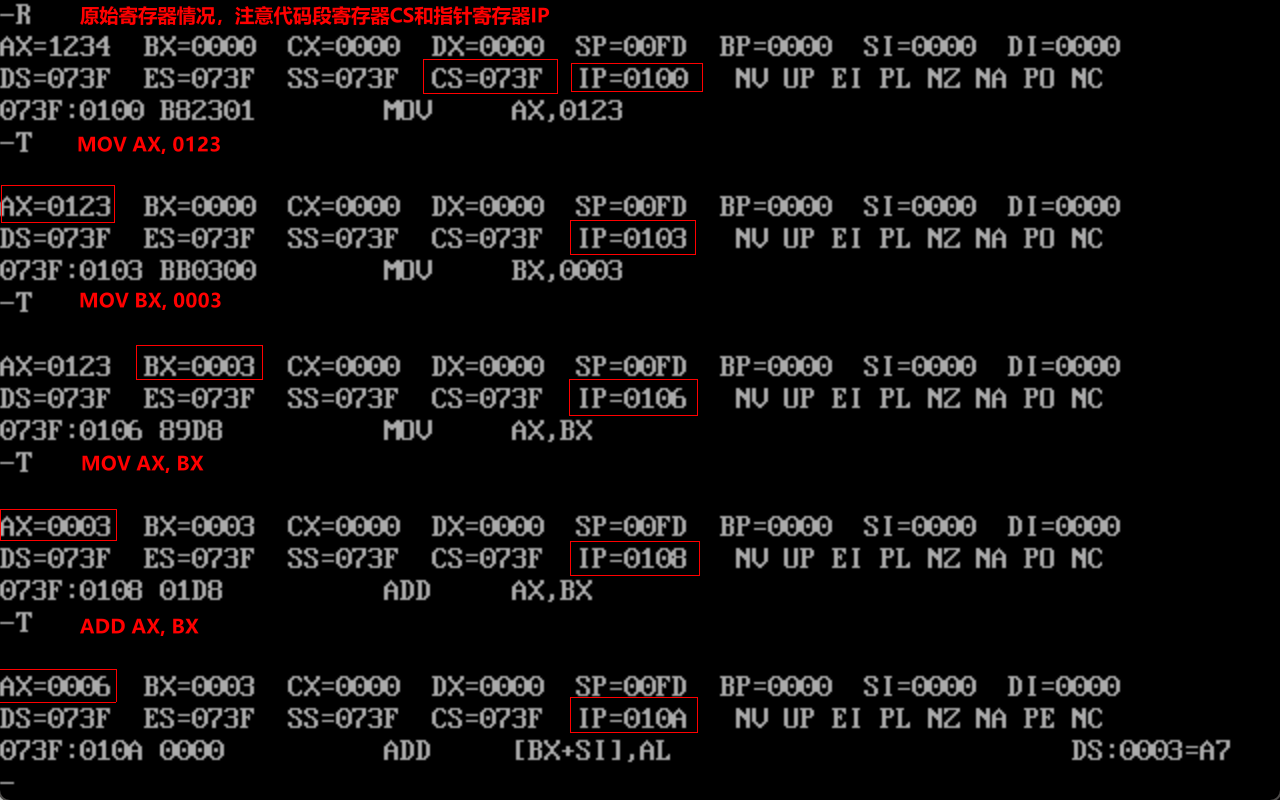 -R 原始寄存器情况，注意代码段寄存器CS和指针寄存器IP
AX=1234 BX=0000 CX=0000 DX=0000 SP=00FD BP=0000 SI=0000 DI=0000
DS=073F ES=073F SS=073F CS=073F IP=0100 NV UP EI PL NZ NA PO NC
073F:0100 B82301 MOV AX,0123
-T MOV AX, 0123
AX=0123 BX=0000 CX=0000 DX=0000 SP=00FD BP=0000 SI=0000 DI=0000
DS=073F ES=073F SS=073F CS=073F IP=0103 NV UP EI PL NZ NA PO NC
073F:0103 BB0300 MOV BX,0003
-T MOV BX, 0003
AX=0123 BX=0003 CX=0000 DX=0000 SP=00FD BP=0000 SI=0000 DI=0000
DS=073F ES=073F SS=073F CS=073F IP=0106 NV UP EI PL NZ NA PO NC
073F:0106 89D8 MOV AX,BX
-T MOV AX, BX
AX=0003 BX=0003 CX=0000 DX=0000 SP=00FD BP=0000 SI=0000 DI=0000
DS=073F ES=073F SS=073F CS=073F IP=0108 NV UP EI PL NZ NA PO NC
073F:0108 01D8 ADD AX,BX
-T ADD AX, BX
AX=0006 BX=0003 CX=0000 DX=0000 SP=00FD BP=0000 SI=0000 DI=0000
DS=073F ES=073F SS=073F CS=073F IP=010A NV UP EI PL NZ NA PE NC
073F:010A 0000 ADD [BX+SI],AL DS:0003=A7
-